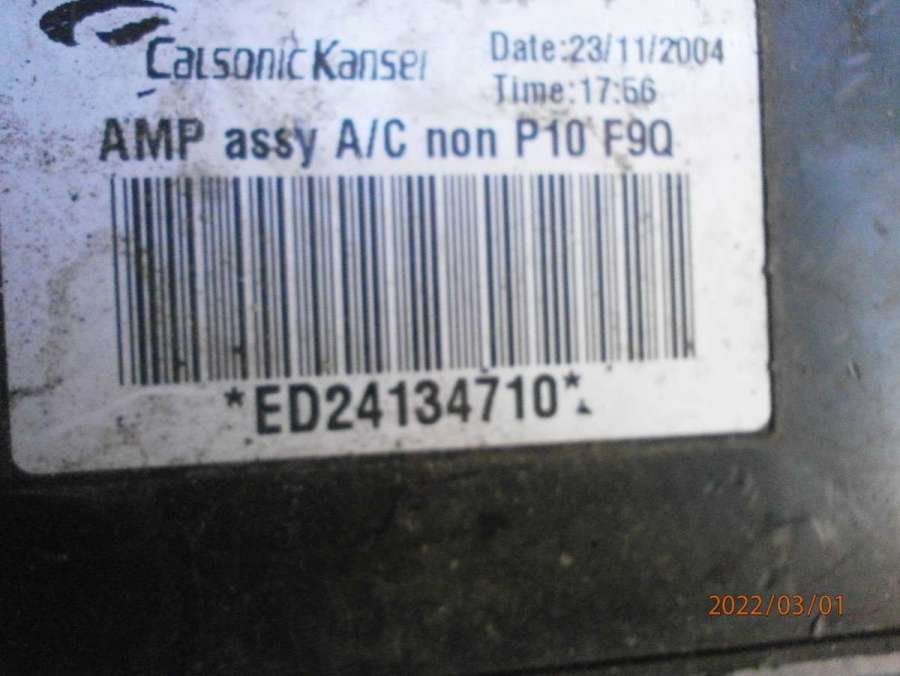 CalsonicKansei
Date:23/11/2004
Time:17:56
AMP assy A/C non P10 F9Q
*ED24134710*
2022/03/01